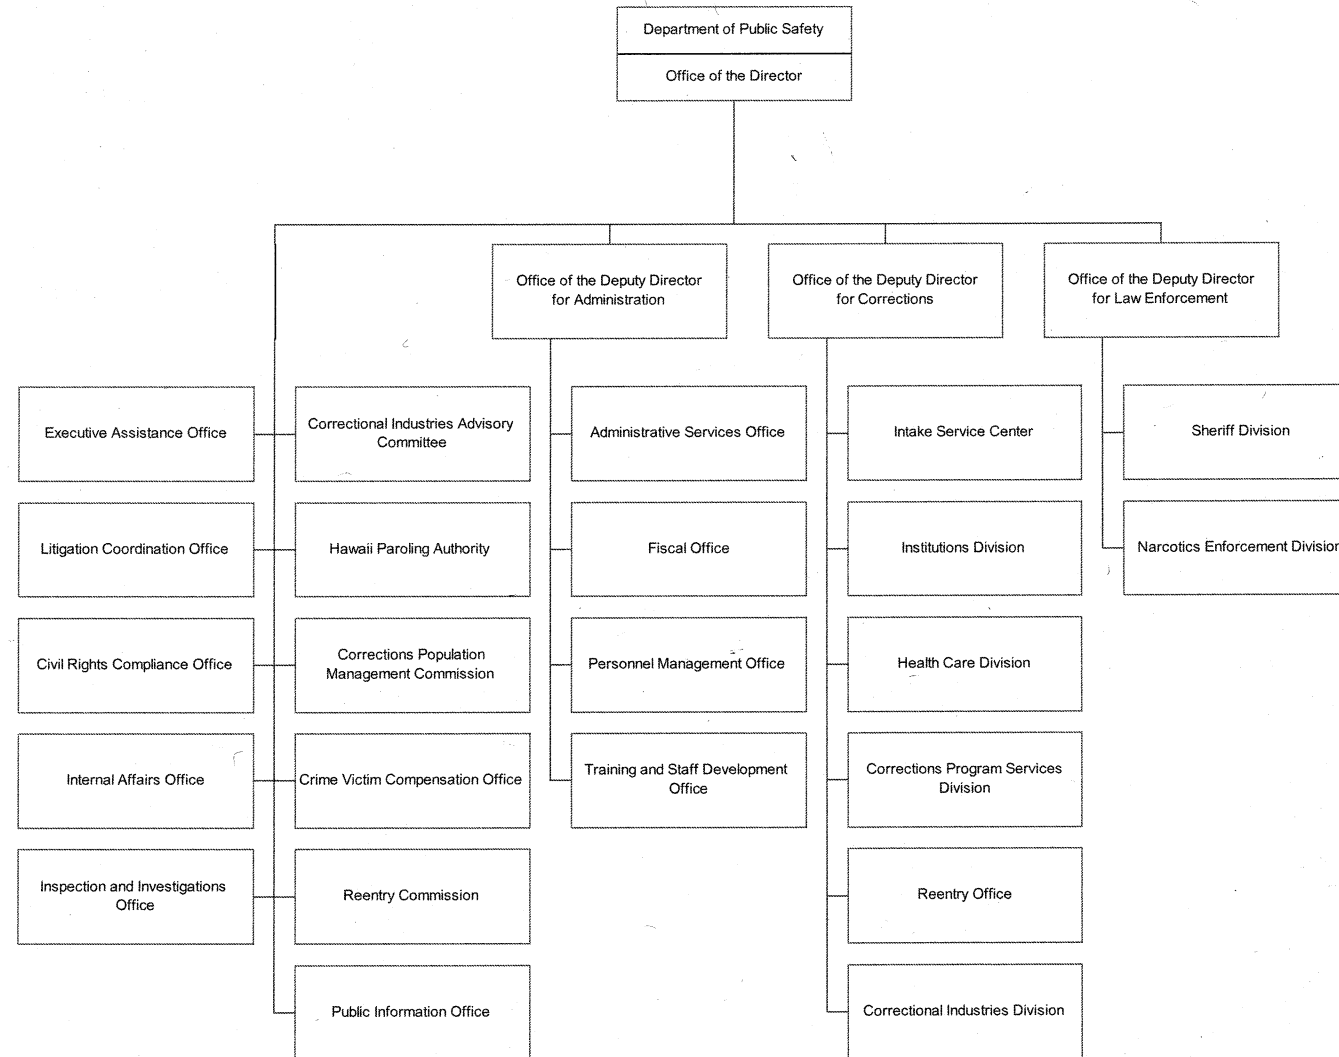 Department of Public Safety
Office of the Director
Office of the Deputy Director
for Administration
Office of the Deputy Director
for Corrections
Office of the Deputy Director
for Law Enforcement
Executive Assistance Office
Correctional Industries Advisory
Committee
Administrative Services Office
Intake Service Center
Sheriff Division
Litigation Coordination Office
Hawaii Paroling Authority
Fiscal Office
Institutions Division
Narcotics Enforcement Division
Civil Rights Compliance Office
Corrections Population
Management Commission
Personnel Management Office
Health Care Division
Internal Affairs Office
Crime Victim Compensation Office
Training and Staff Development
Office
Corrections Program Services
Division
Inspection and Investigations
Office
Reentry Commission
Reentry Office
Public Information Office
Correctional Industries Division